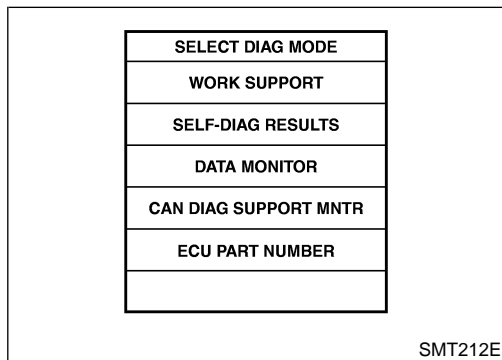 SELECT DIAG MODE
WORK SUPPORT
SELF-DIAG RESULTS
DATA MONITOR
CAN DIAG SUPPORT MNTR
ECU PART NUMBER
SMT212E